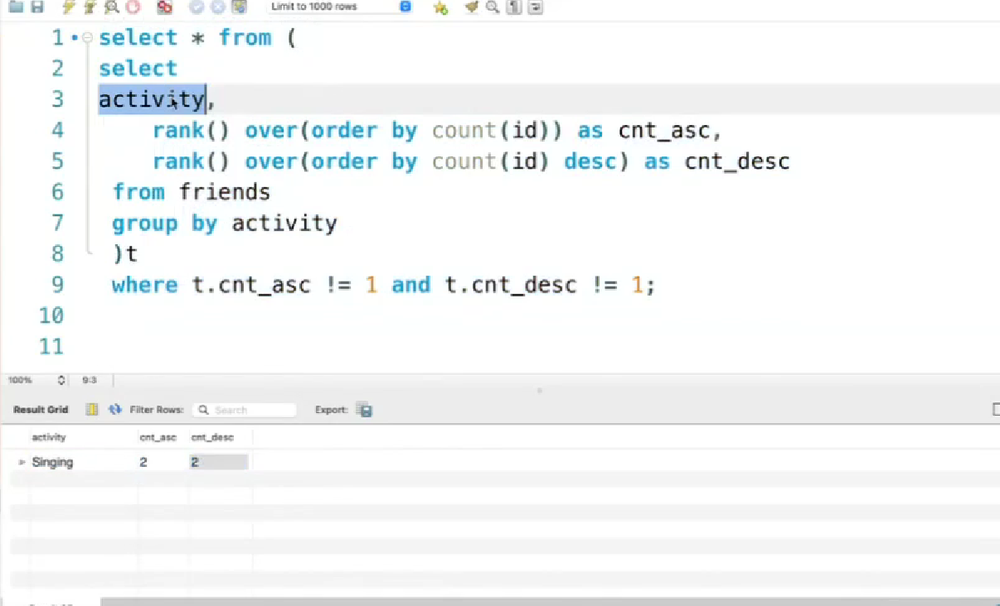 Limit to 1000 rows
1 select * from (
2 select
3 activity,
4 rank() over(order by count(id)) as cnt_asc,
5 rank() over(order by count(id) desc) as cnt_desc
6 from friends
7 group by activity
8 )t
9 where t.cnt_asc != 1 and t.cnt_desc != 1;
10
11
100% 9:3
Result Grid Filter Rows: Search Export:
activity cnt_asc cnt_desc
Singing 2 2